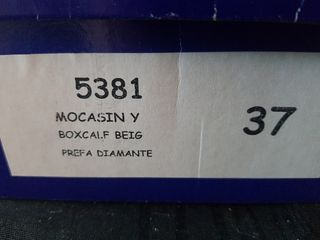 5381
MOCASIN Y
BOXCALF BEIG
PREFA DIAMANTE
37